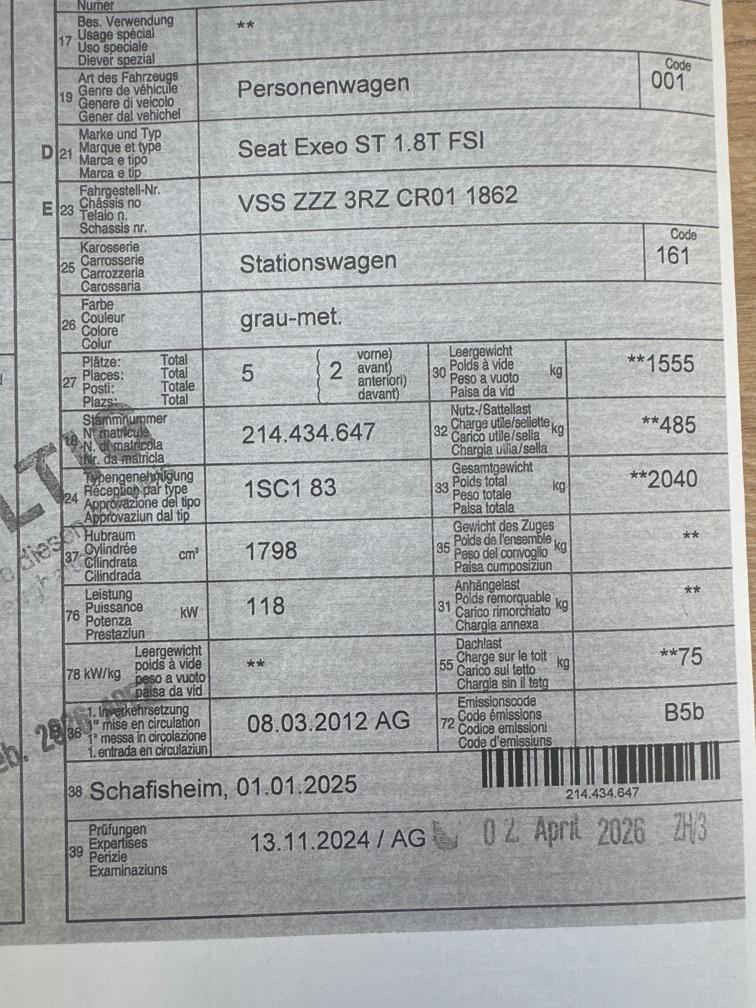 Numer
17 Bes. Verwendung
Usage spécial
Uso speciale
Diever spezial
**
19 Art des Fahrzeugs
Genre de véhicule
Genere di veicolo
Gener dal vehichel
Personenwagen
Code
001
D 21 Marke und Typ
Marque et type
Marca e tipo
Marca e tip
Seat Exeo ST 1.8T FSI
E 23 Fahrgestell-Nr.
Châssis no
Telaio n.
Schassis nr.
VSS ZZZ 3RZ CR01 1862
25 Karosserie
Carrosserie
Carrozzeria
Carossaria
Stationswagen
Code
161
26 Farbe
Couleur
Colore
Colur
grau-met.
27 Plätze: Total
Places: Total
Posti: Totale
Plazs: Total
5
2
vorne)
avant)
anteriori)
davant)
30 Leergewicht
Poids à vide
Peso a vuoto
Paisa da vid
kg
**1555
18 Stammnummer
N° matricule
N. di matricola
Nr. da matricla
214.434.647
32 Nutz-/Sattellast
Charge utile/sellette
Carico utile/sella
Chargia utila/sella
kg
**485
24 Typengenehmigung
Réception par type
Approvazione del tipo
Approvaziun dal tip
1SC1 83
33 Gesamtgewicht
Poids total
Peso totale
Paisa totala
kg
**2040
37 Hubraum
Cylindrée
Cilindrata
Cilindrada
cm³
1798
35 Gewicht des Zuges
Poids de l'ensemble
Peso del convoglio
Paisa cumposiziun
kg
**
76 Leistung
Puissance
Potenza
Prestaziun
kW
118
31 Anhängelast
Poids remorquable
Carico rimorchiato
Chargia annexa
kg
**
78 kW/kg
Leergewicht
poids à vide
peso a vuoto
paisa da vid
**
55 Dachlast
Charge sur le toit
Carico sul tetto
Chargia sin il tetg
kg
**75
36 1. Inverkehrsetzung
1re mise en circulation
1a messa in circolazione
1. entrada en circulaziun
08.03.2012 AG
72 Emissionscode
Code émissions
Codice emissioni
Code d'emissiuns
B5b
38 Schafisheim, 01.01.2025
214.434.647
39 Prüfungen
Expertises
Perizie
Examinaziuns
13.11.2024 / AG
02. April 2026 ZH/3